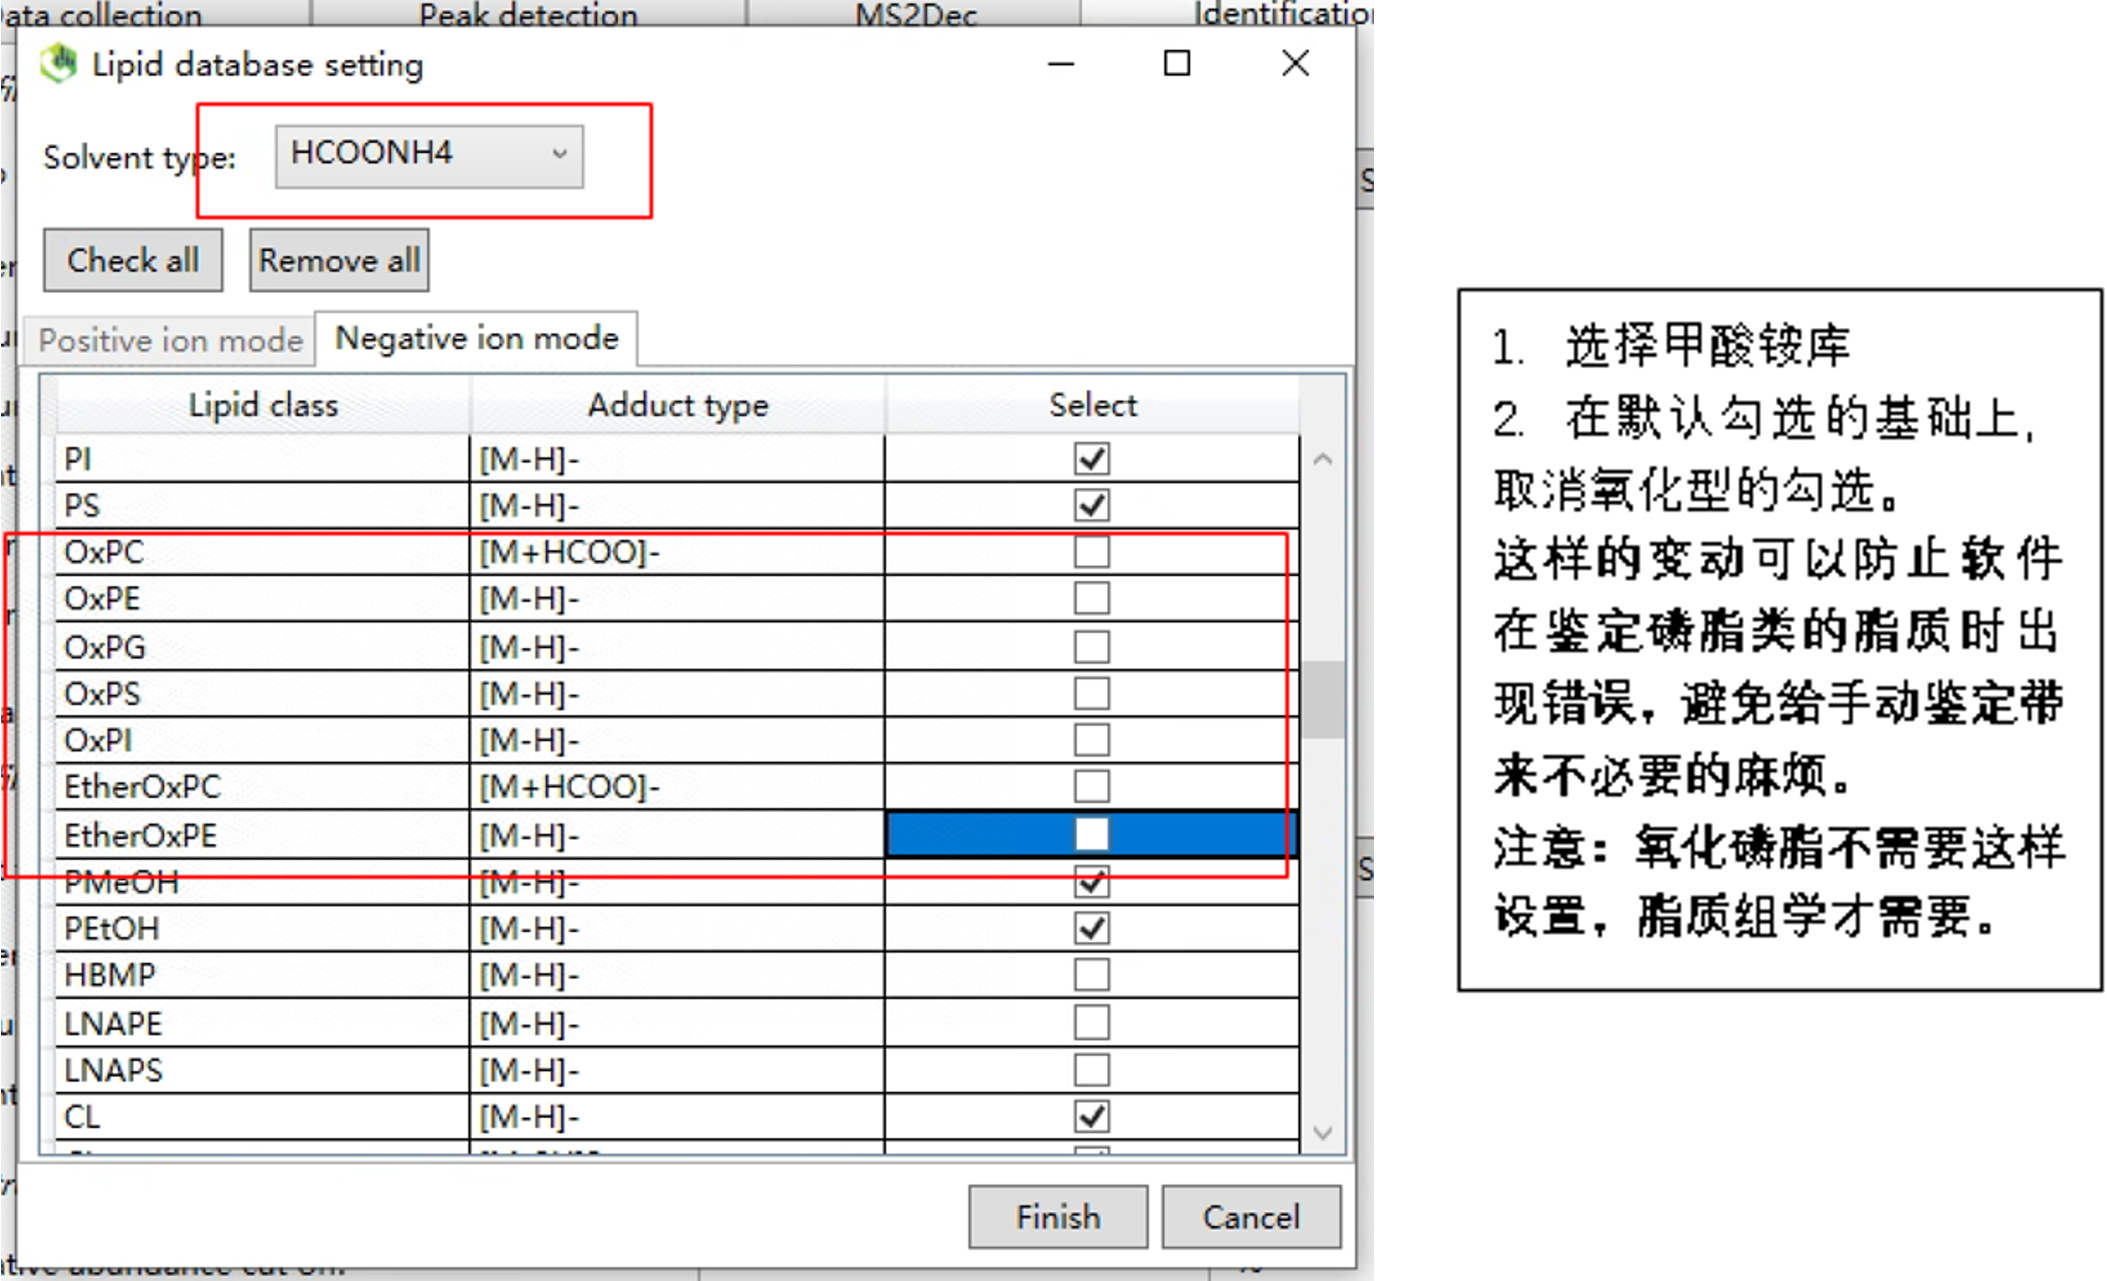 ata collection Peak detection MS2Dec Identification
Lipid database setting
Solvent type: HCOONH4
Check all Remove all
Positive ion mode Negative ion mode
Lipid class Adduct type Select
PI [M-H]-
PS [M-H]-
OxPC [M+HCOO]-
OxPE [M-H]-
OxPG [M-H]-
OxPS [M-H]-
OxPI [M-H]-
EtherOxPC [M+HCOO]-
EtherOxPE [M-H]-
PMeOH [M-H]-
PEtOH [M-H]-
HBMP [M-H]-
LNAPE [M-H]-
LNAPS [M-H]-
CL [M-H]-
Finish Cancel
1. 选择甲酸铵库
2. 在默认勾选的基础上,
取消氧化型的勾选。
这样的变动可以防止软件
在鉴定磷脂类的脂质时出
现错误，避免给手动鉴定带
来不必要的麻烦。
注意：氧化磷脂不需要这样
设置，脂质组学才需要。